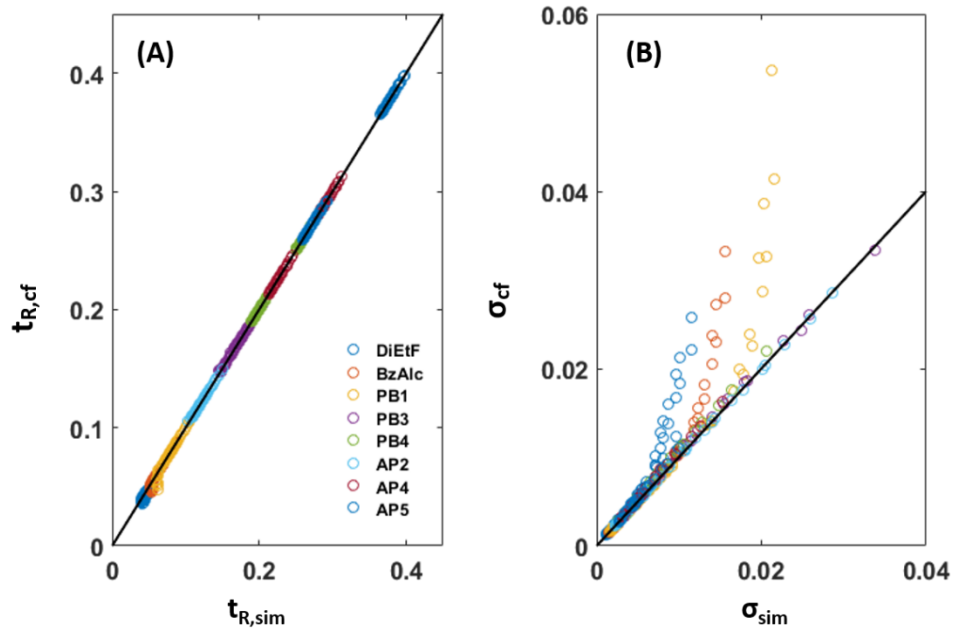 (A)
0.4
0.3
0.2
0.1
0
0
0.2
0.4
t_R,cf
t_R,sim
DiEtF
BzAlc
PB1
PB3
PB4
AP2
AP4
AP5
(B)
0.06
0.04
0.02
0
0
0.02
0.04
σ_cf
σ_sim